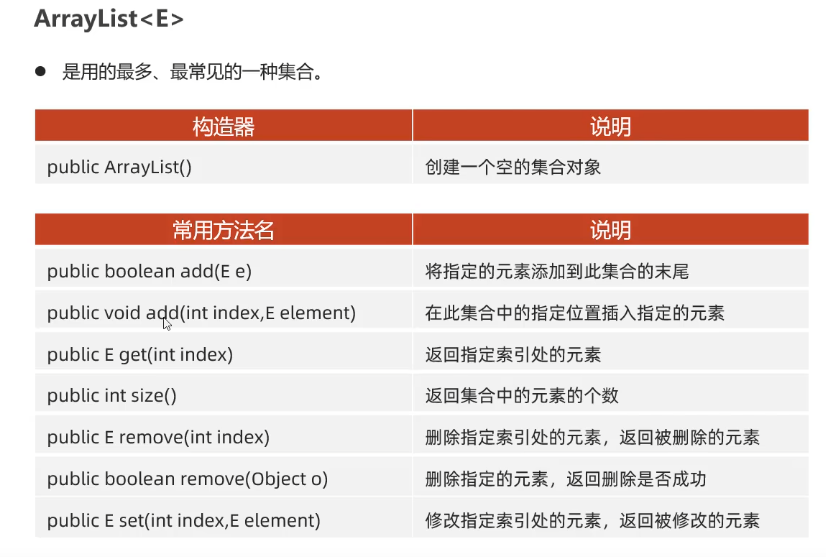 ArrayList<E>
● 是用的最多、最常见的一种集合。
构造器 说明
public ArrayList() 创建一个空的集合对象
常用方法名 说明
public boolean add(E e) 将指定的元素添加到此集合的末尾
public void add(int index,E element) 在此集合中的指定位置插入指定的元素
public E get(int index) 返回指定索引处的元素
public int size() 返回集合中的元素的个数
public E remove(int index) 删除指定索引处的元素，返回被删除的元素
public boolean remove(Object o) 删除指定的元素，返回删除是否成功
public E set(int index,E element) 修改指定索引处的元素，返回被修改的元素